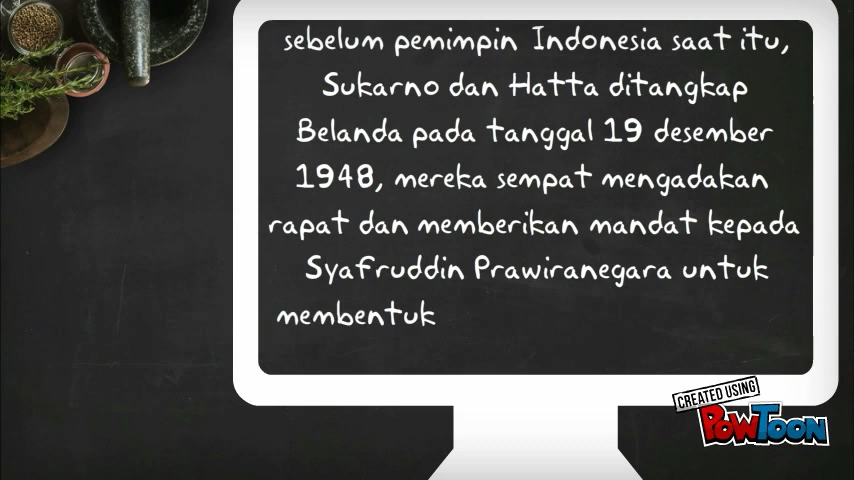 sebelum pemimpin Indonesia saat itu,
Sukarno dan Hatta ditangkap
Belanda pada tanggal 19 desember
1948, mereka sempat mengadakan
rapat dan memberikan mandat kepada
Syafruddin Prawiranegara untuk
membentuk
CREATED USING
POWTOON